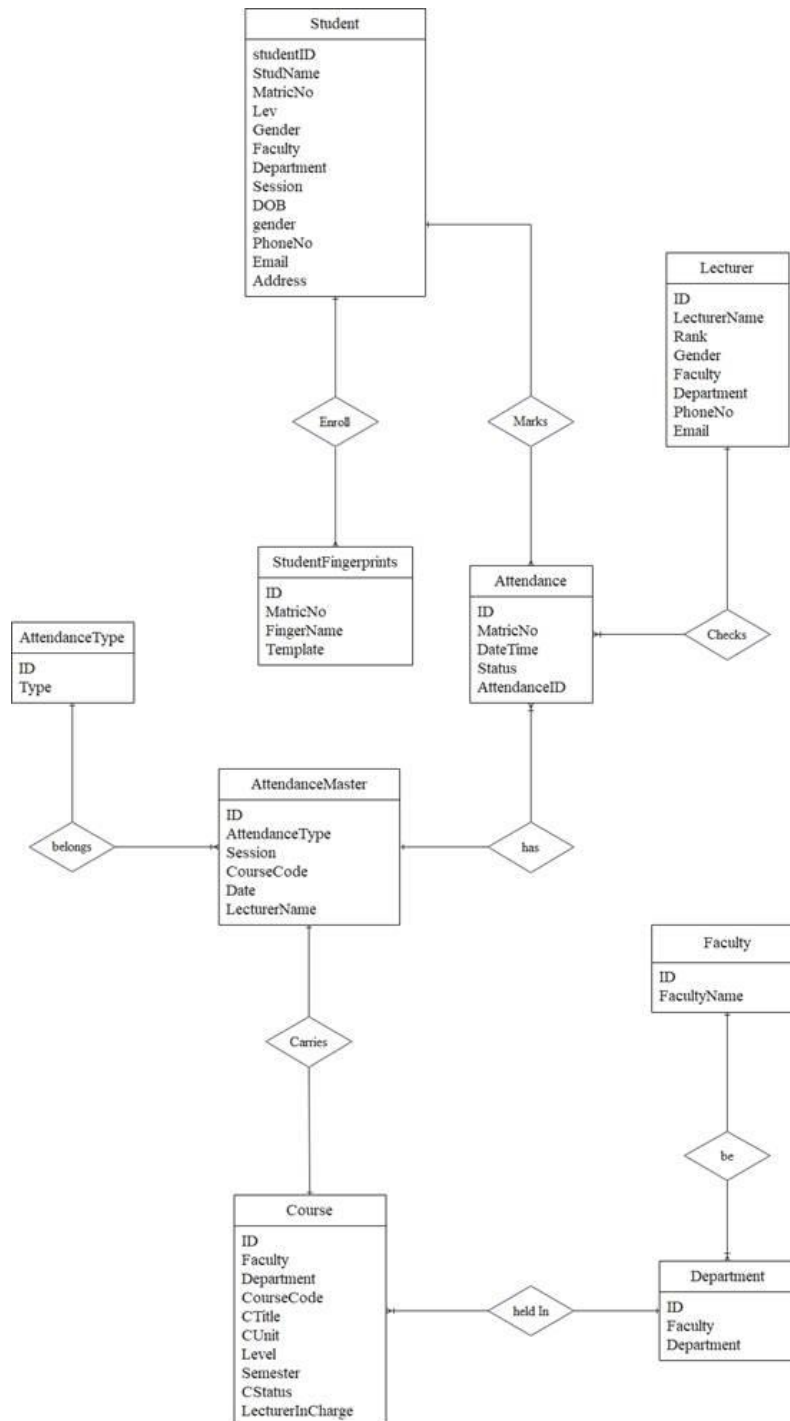 Student
studentID
StudName
MatricNo
Lev
Gender
Faculty
Department
Session
DOB
gender
PhoneNo
Email
Address
Lecturer
ID
LecturerName
Rank
Gender
Faculty
Department
PhoneNo
Email
Enroll
Marks
StudentFingerprints
ID
MatricNo
FingerName
Template
Attendance
ID
MatricNo
DateTime
Status
AttendanceID
Checks
AttendanceType
ID
Type
AttendanceMaster
ID
AttendanceType
Session
CourseCode
Date
LecturerName
belongs
has
Faculty
ID
FacultyName
Carries
be
Course
ID
Faculty
Department
CourseCode
CTitle
CUnit
Level
Semester
CStatus
LecturerInCharge
held In
Department
ID
Faculty
Department